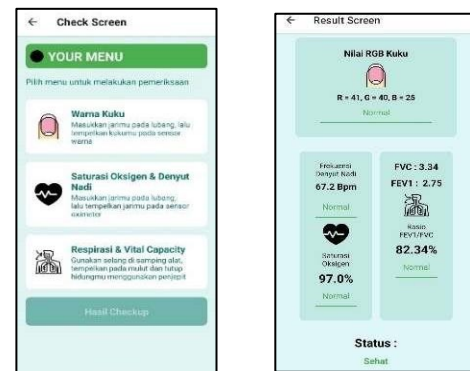 ← Check Screen
YOUR MENU
Pilih menu untuk melakukan pemeriksaan
Warna Kuku
Masukkan jarimu pada lubang, lalu
tempelkan kukumu pada sensor
warna
Saturasi Oksigen & Denyut
Nadi
Masukkan jarimu pada lubang,
lalu tempelkan jarimu pada sensor
oximeter
Respirasi & Vital Capacity
Gunakan selang di samping alat,
tempelkan pada mulut dan tutup
hidungmu menggunakan penjepit
Hasil Checkup
← Result Screen
Nilai RGB Kuku
R = 41, G = 40, B = 25
Normal
Frekuensi
Denyut Nadi
67.2 Bpm
Normal
Saturasi
Oksigen
97.0%
Normal
FVC : 3.34
FEV1 : 2.75
Rasio
FEV1/FVC
82.34%
Normal
Status :
Sehat